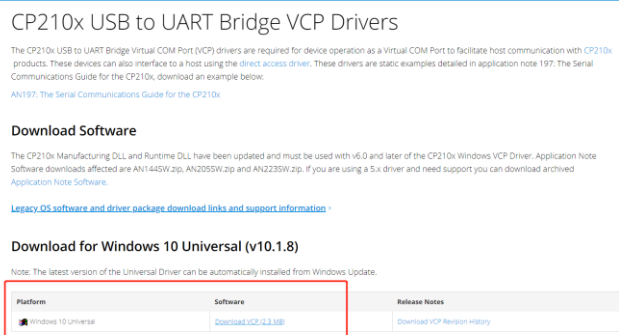 CP210x USB to UART Bridge VCP Drivers
The CP210x USB to UART Bridge Virtual COM Port (VCP) drivers are required for device operation as a Virtual COM Port to facilitate host communication with CP210x
products. These devices can also interface to a host using the direct access driver. These drivers are static examples detailed in application note 197: The Serial
Communications Guide for the CP210x, download an example below:
AN197: The Serial Communications Guide for the CP210x
Download Software
The CP210x Manufacturing DLL and Runtime DLL have been updated and must be used with v6.0 and later of the CP210x Windows VCP Driver. Application Note
Software downloads affected are AN144SW.zip, AN205SW.zip and AN223SW.zip. If you are using a 5.x driver and need support you can download archived
Application Note Software.
Legacy OS software and driver package download links and support information ›
Download for Windows 10 Universal (v10.1.8)
Note: The latest version of the Universal Driver can be automatically installed from Windows Update.
Platform Software Release Notes
Windows 10 Universal Download VCP (2.3 MB) Download VCP Revision History